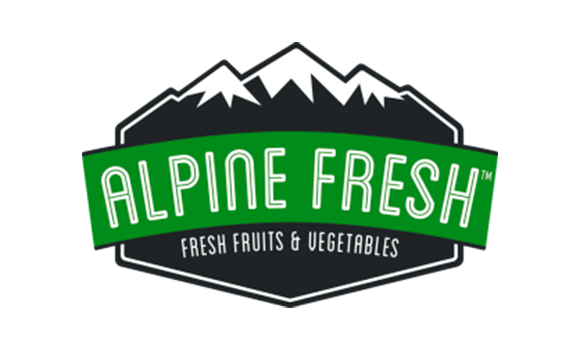 ALPINE FRESH™
FRESH FRUITS & VEGETABLES